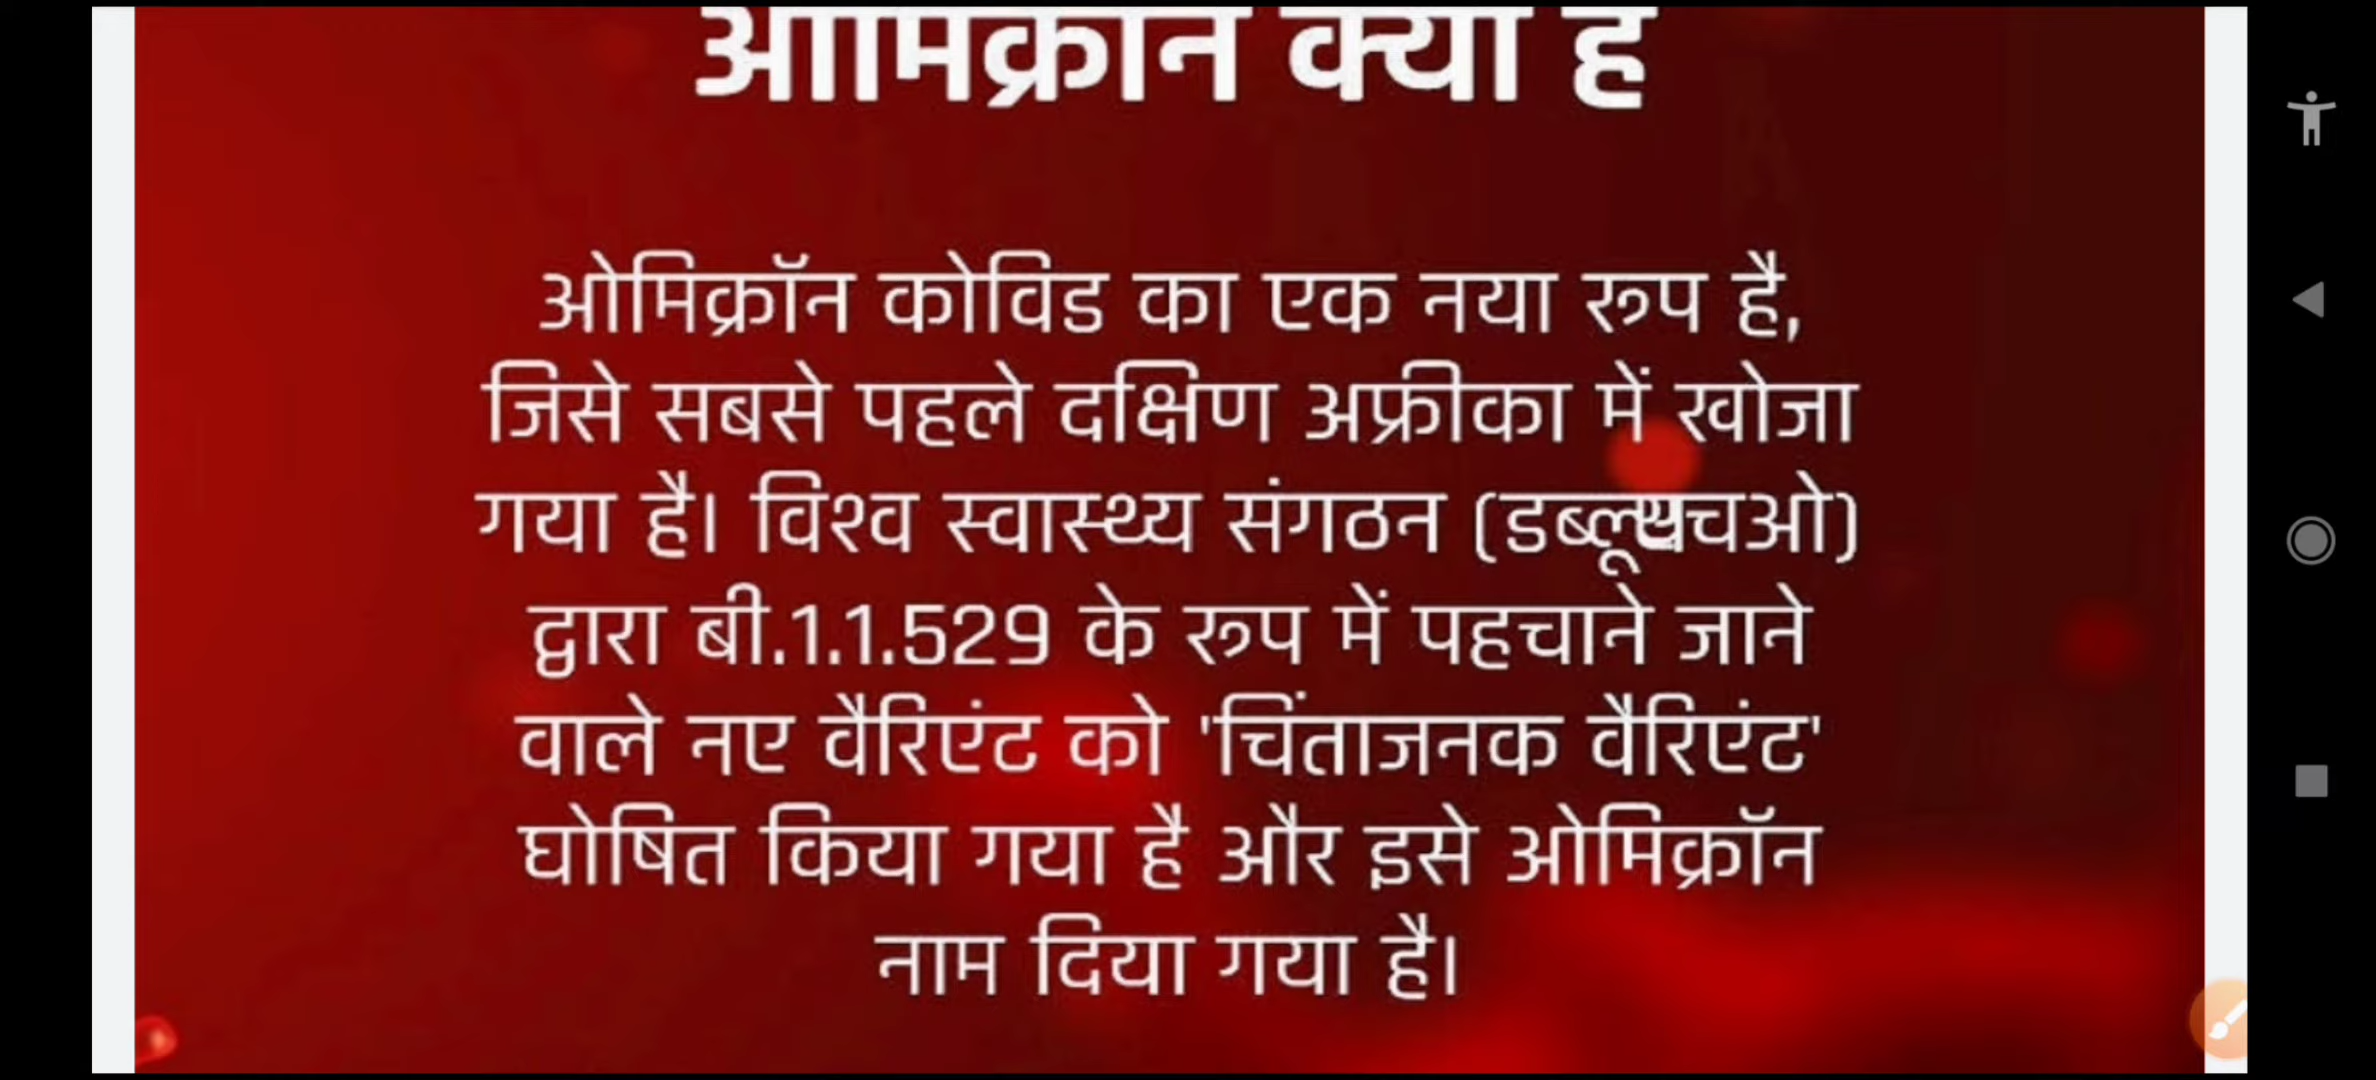 ओमिक्रॉन क्या है
ओमिक्रॉन कोविड का एक नया रूप है,
जिसे सबसे पहले दक्षिण अफ्रीका में खोजा
गया है। विश्व स्वास्थ्य संगठन (डब्ल्यूएचओ)
द्वारा बी.1.1.529 के रूप में पहचाने जाने
वाले नए वैरिएंट को 'चिंताजनक वैरिएंट'
घोषित किया गया है और इसे ओमिक्रॉन
नाम दिया गया है।